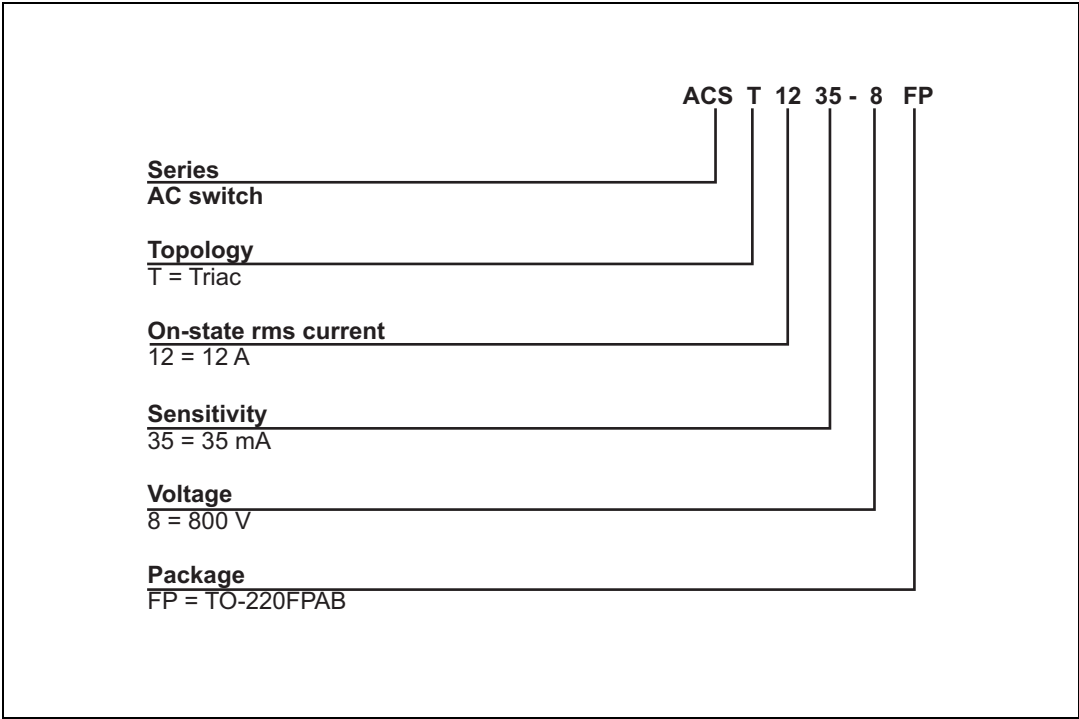 ACS T 12 35 - 8 FP
Series
AC switch
Topology
T = Triac
On-state rms current
12 = 12 A
Sensitivity
35 = 35 mA
Voltage
8 = 800 V
Package
FP = TO-220FPAB